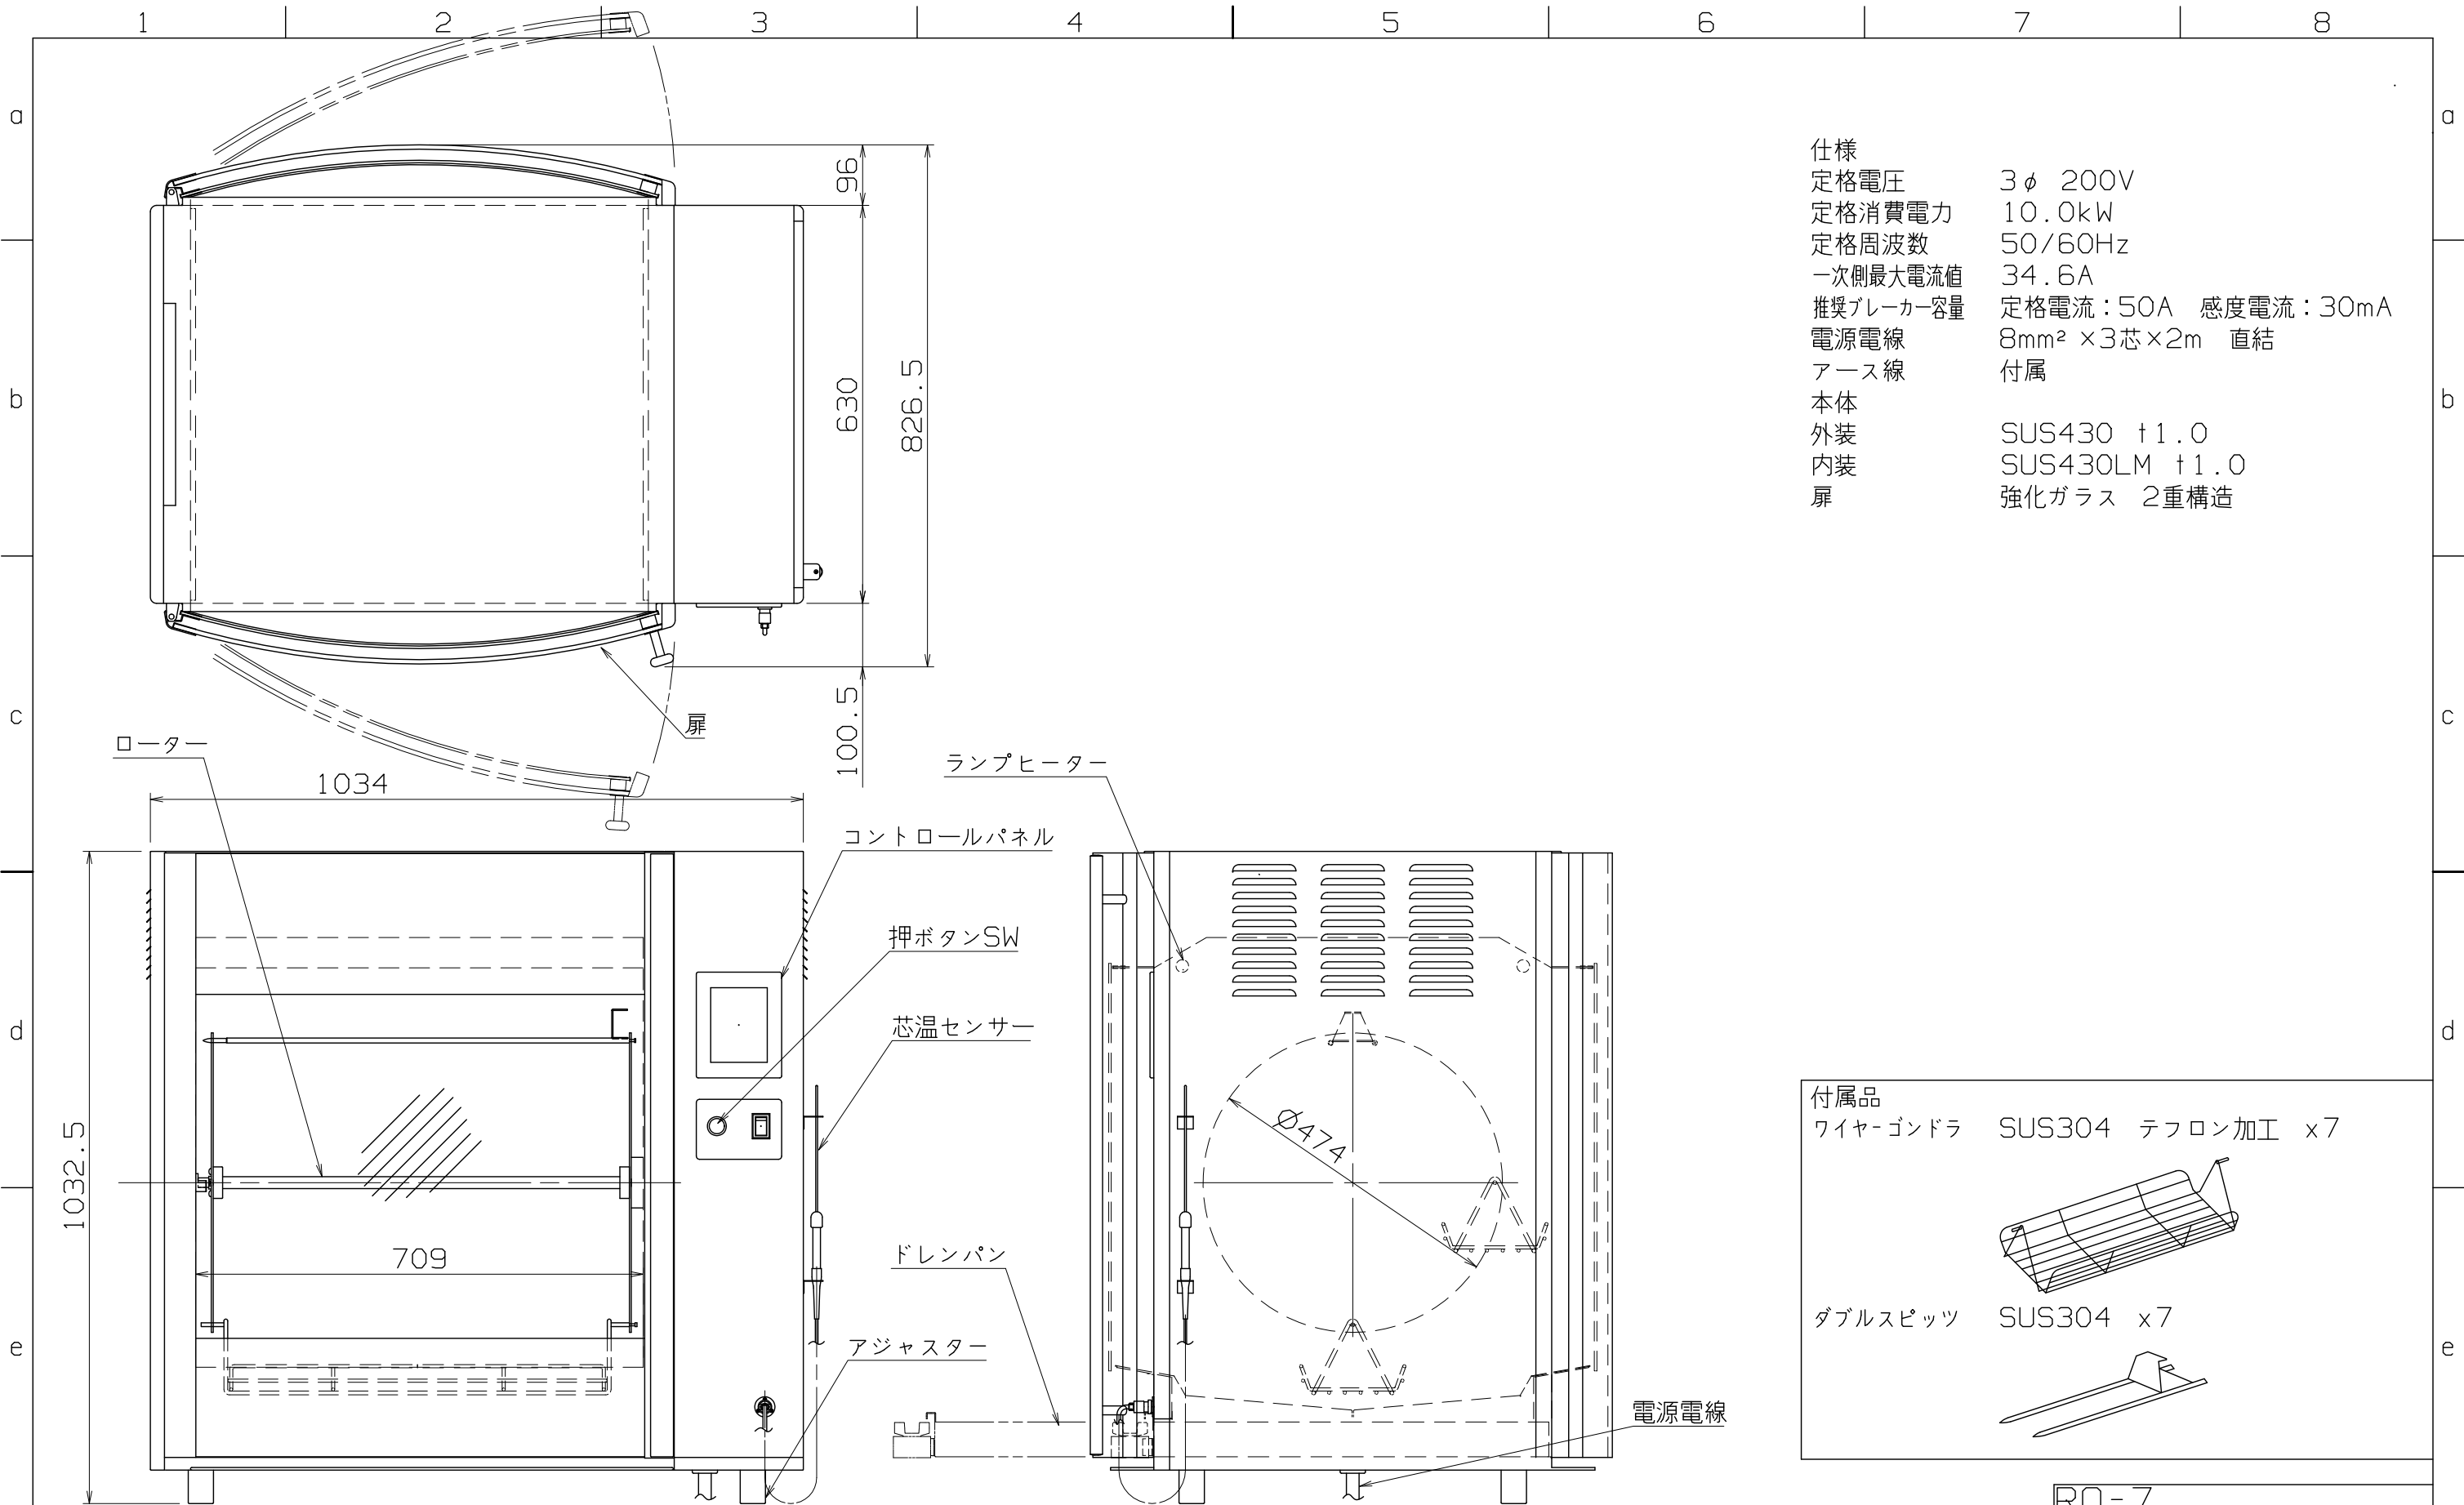 1 2 3 4 5 6 7 8
a a
仕様
定格電圧 3φ 200V
定格消費電力 10.0kW
定格周波数 50/60Hz
一次側最大電流値 34.6A
推奨ブレーカー容量 定格電流：50A 感度電流：30mA
電源電線 8mm² ×3芯×2m 直結
アース線 付属
本体
外装 SUS430 t1.0
内装 SUS430LM t1.0
扉 強化ガラス 2重構造
96
630
826.5
100.5
b b
c c
扉
ローター
1034
ランプヒーター
コントロールパネル
押ボタンSW
芯温センサー
d d
1032.5
709
Ø474
ドレンパン
アジャスター
電源電線
付属品
ワイヤーゴンドラ SUS304 テフロン加工 x7
ダブルスピッツ SUS304 x7
e e